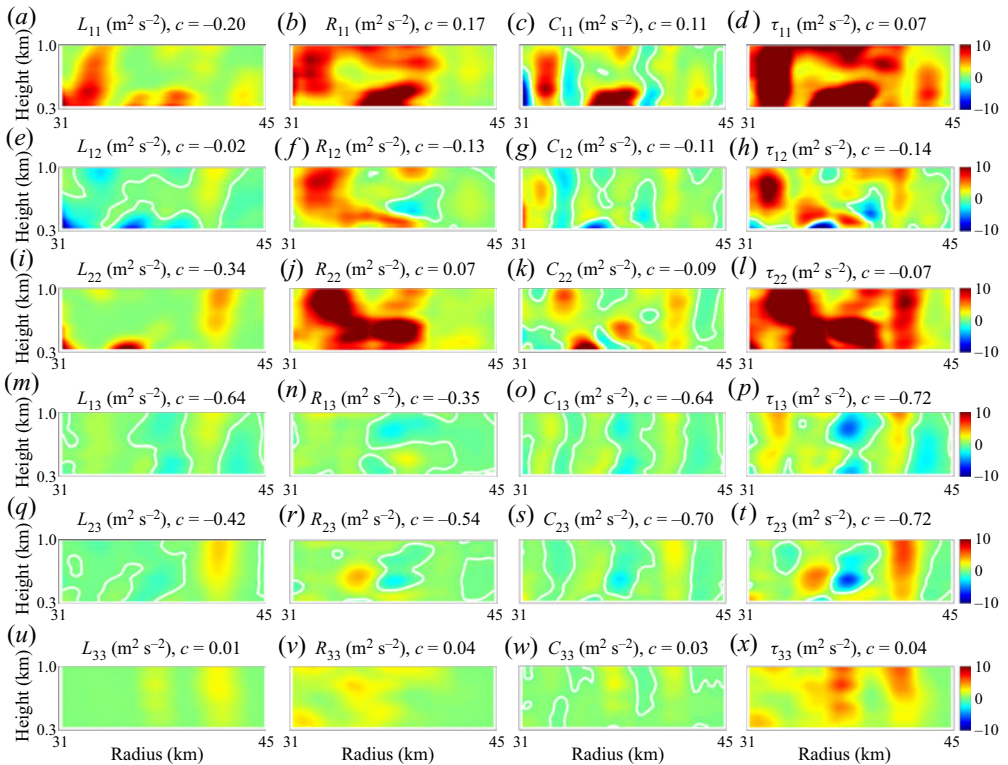 (a) L11 (m2 s−2), c = −0.20 (b) R11 (m2 s−2), c = 0.17 (c) C11 (m2 s−2), c = 0.11 (d) τ11 (m2 s−2), c = 0.07
Height (km) 1.0 0.3 10 0 −10
31 45 31 45 31 45 31 45
(e) L12 (m2 s−2), c = −0.02 (f) R12 (m2 s−2), c = −0.13 (g) C12 (m2 s−2), c = −0.11 (h) τ12 (m2 s−2), c = −0.14
Height (km) 1.0 0.3 10 0 −10
31 45 31 45 31 45 31 45
(i) L22 (m2 s−2), c = −0.34 (j) R22 (m2 s−2), c = 0.07 (k) C22 (m2 s−2), c = −0.09 (l) τ22 (m2 s−2), c = −0.07
Height (km) 1.0 0.3 10 0 −10
31 45 31 45 31 45 31 45
(m) L13 (m2 s−2), c = −0.64 (n) R13 (m2 s−2), c = −0.35 (o) C13 (m2 s−2), c = −0.64 (p) τ13 (m2 s−2), c = −0.72
Height (km) 1.0 0.3 10 0 −10
31 45 31 45 31 45 31 45
(q) L23 (m2 s−2), c = −0.42 (r) R23 (m2 s−2), c = −0.54 (s) C23 (m2 s−2), c = −0.70 (t) τ23 (m2 s−2), c = −0.72
Height (km) 1.0 0.3 10 0 −10
31 45 31 45 31 45 31 45
(u) L33 (m2 s−2), c = 0.01 (v) R33 (m2 s−2), c = 0.04 (w) C33 (m2 s−2), c = 0.03 (x) τ33 (m2 s−2), c = 0.04
Height (km) 1.0 0.3 10 0 −10
31 45 31 45 31 45 31 45
Radius (km) Radius (km) Radius (km) Radius (km)